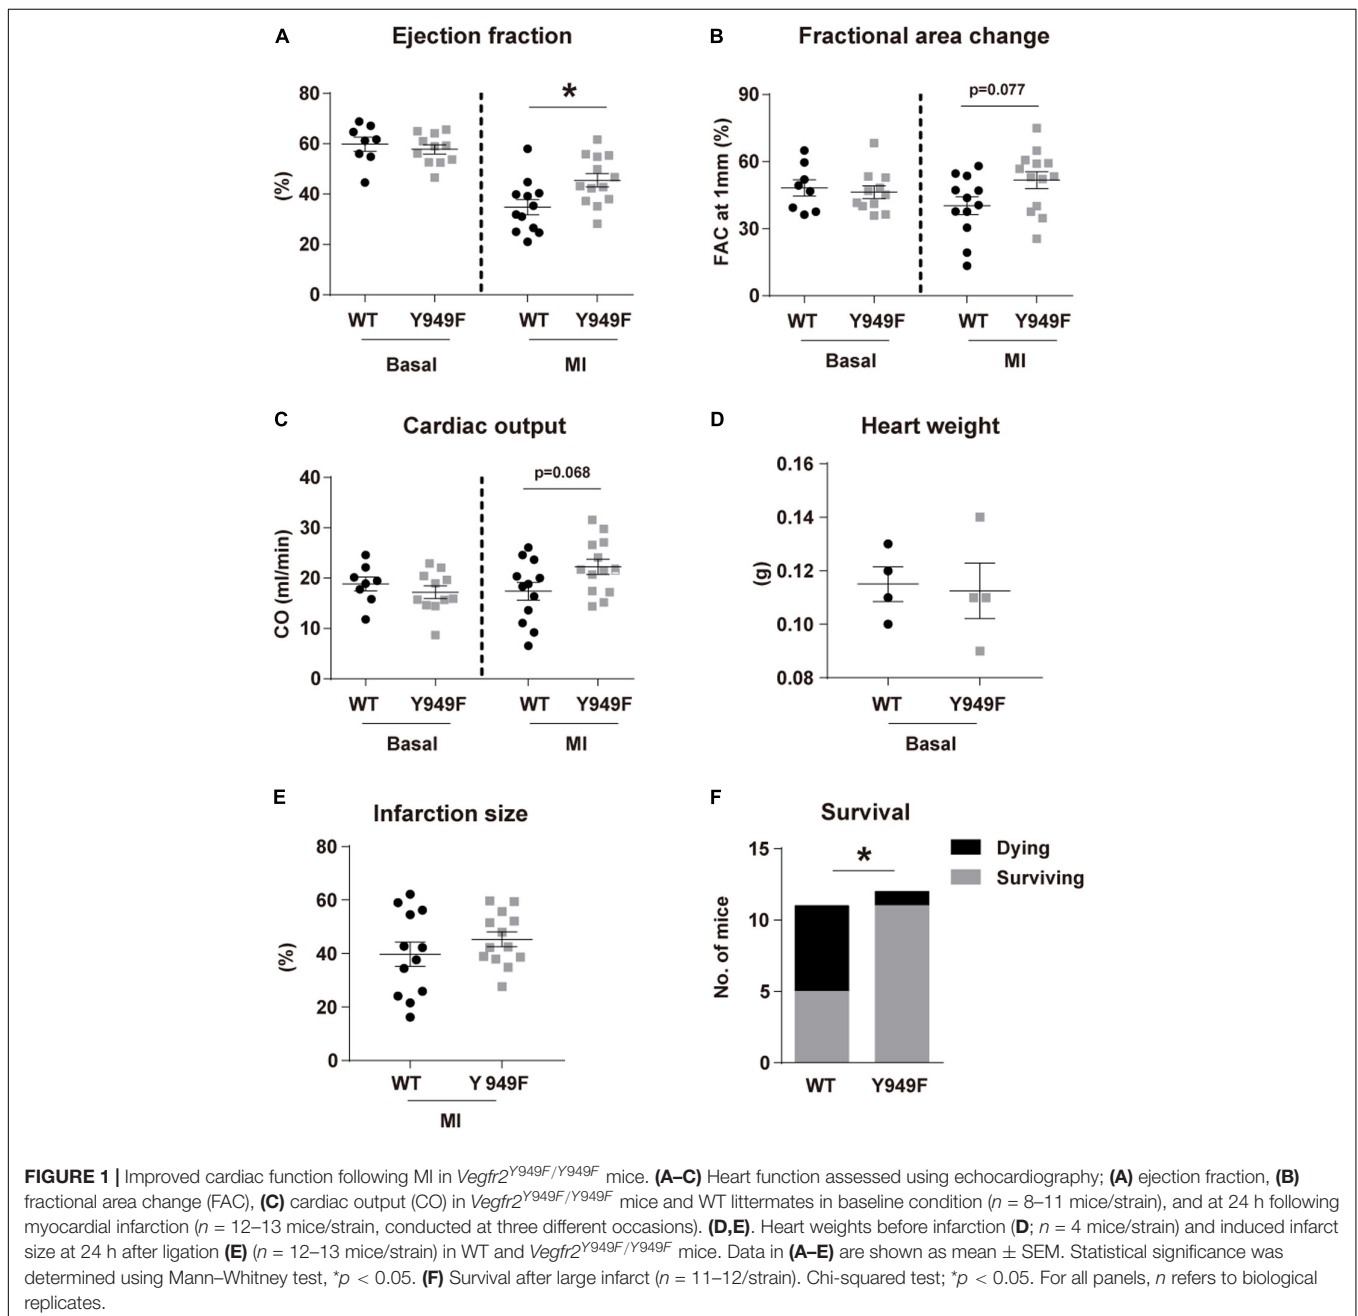 A Ejection fraction
80
60
40
20
0
(%)
*
WT Y949F WT Y949F
Basal MI
B Fractional area change
90
60
30
0
FAC at 1mm (%)
p=0.077
WT Y949F WT Y949F
Basal MI
C Cardiac output
40
30
20
10
0
CO (ml/min)
p=0.068
WT Y949F WT Y949F
Basal MI
D Heart weight
0.16
0.14
0.12
0.10
0.08
(g)
WT Y949F
Basal
E Infarction size
80
60
40
20
0
(%)
WT Y 949F
MI
F Survival
15
10
5
0
No. of mice
*
Dying
Surviving
WT Y949F
FIGURE 1 | Improved cardiac function following MI in Vegfr2Y949F/Y949F mice. (A–C) Heart function assessed using echocardiography; (A) ejection fraction, (B)
fractional area change (FAC), (C) cardiac output (CO) in Vegfr2Y949F/Y949F mice and WT littermates in baseline condition (n = 8–11 mice/strain), and at 24 h following
myocardial infarction (n = 12–13 mice/strain, conducted at three different occasions). (D,E). Heart weights before infarction (D; n = 4 mice/strain) and induced infarct
size at 24 h after ligation (E) (n = 12–13 mice/strain) in WT and Vegfr2Y949F/Y949F mice. Data in (A–E) are shown as mean ± SEM. Statistical significance was
determined using Mann–Whitney test, *p < 0.05. (F) Survival after large infarct (n = 11–12/strain). Chi-squared test; *p < 0.05. For all panels, n refers to biological
replicates.